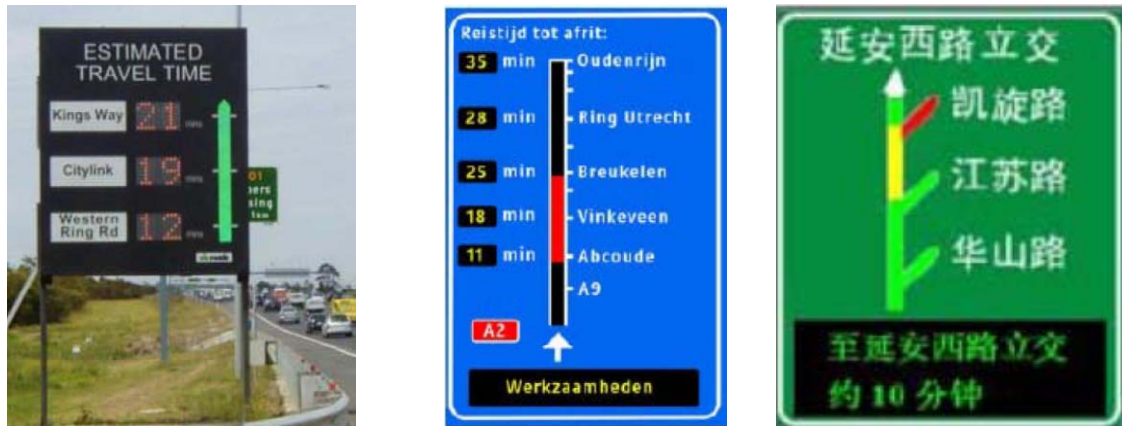 ESTIMATED
TRAVEL TIME
Kings Way 21 mins
Citylink 19 mins
Western
Ring Rd 12 mins
Reistijd tot afrit:
35 min Oudenrijn
28 min Ring Utrecht
25 min Breukelen
18 min Vinkeveen
11 min Abcoude
A9
A2
Werkzaamheden
延安西路立交
凯旋路
江苏路
华山路
至延安西路立交
约10分钟